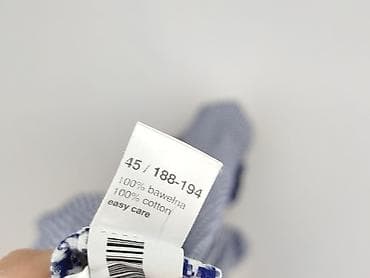 45 / 188-194
100% bawełna
100% cotton
easy care